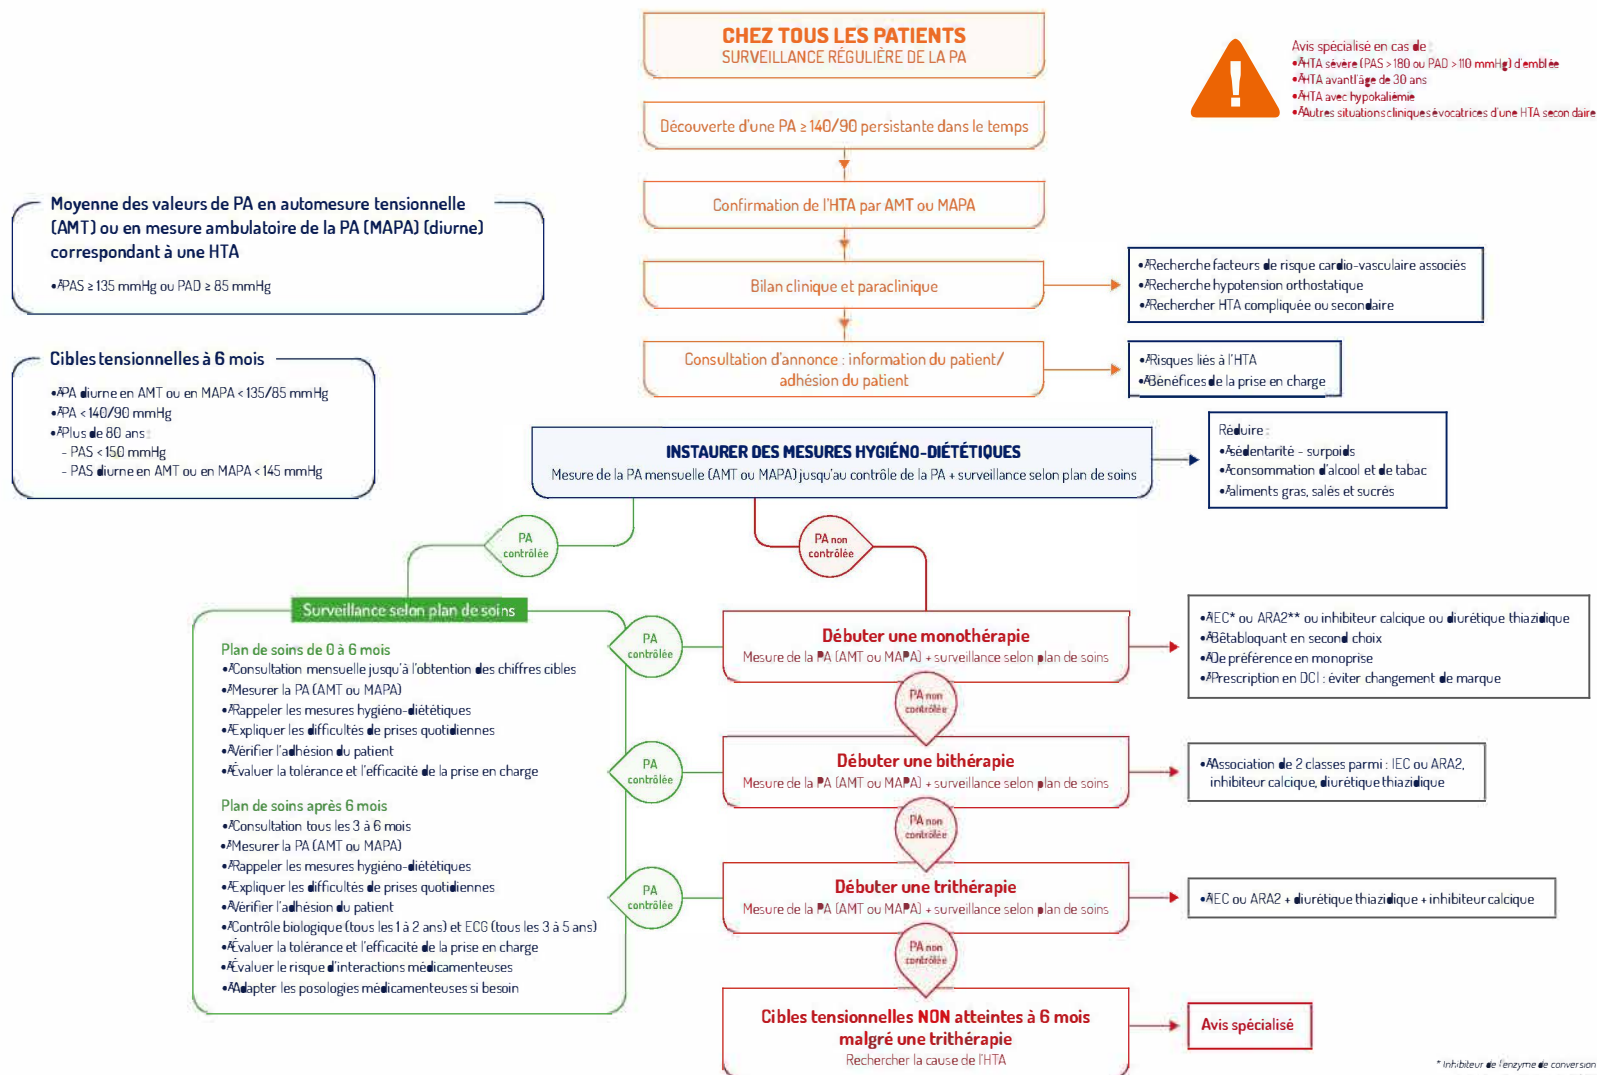 CHEZ TOUS LES PATIENTS
SURVEILLANCE RÉGULIÈRE DE LA PA
Avis spécialisé en cas de :
• HTA sévère (PAS > 180 ou PAD > 110 mmHg) d'emblée
• HTA avant l'âge de 30 ans
• HTA avec hypokaliémie
• Autres situations cliniques évocatrices d'une HTA secondaire
Découverte d'une PA ≥ 140/90 persistante dans le temps
Confirmation de l'HTA par AMT ou MAPA
Moyenne des valeurs de PA en automesure tensionnelle
(AMT) ou en mesure ambulatoire de la PA (MAPA) (diurne)
correspondant à une HTA
• PAS ≥ 135 mmHg ou PAD ≥ 85 mmHg
Bilan clinique et paraclinique
• Recherche facteurs de risque cardio-vasculaire associés
• Recherche hypotension orthostatique
• Rechercher HTA compliquée ou secondaire
Cibles tensionnelles à 6 mois
• PA diurne en AMT ou en MAPA < 135/85 mmHg
• PA < 140/90 mmHg
• Plus de 80 ans :
- PAS < 150 mmHg
- PAS diurne en AMT ou en MAPA < 145 mmHg
Consultation d'annonce : information du patient/
adhésion du patient
• Risques liés à l'HTA
• Bénéfices de la prise en charge
INSTAURER DES MESURES HYGIÉNO-DIÉTÉTIQUES
Mesure de la PA mensuelle (AMT ou MAPA) jusqu'au contrôle de la PA + surveillance selon plan de soins
Réduire :
• sédentarité - surpoids
• consommation d'alcool et de tabac
• aliments gras, salés et sucrés
PA
contrôlée
PA non
contrôlée
Surveillance selon plan de soins
Plan de soins de 0 à 6 mois
• Consultation mensuelle jusqu'à l'obtention des chiffres cibles
• Mesurer la PA (AMT ou MAPA)
• Rappeler les mesures hygiéno-diététiques
• Expliquer les difficultés de prises quotidiennes
• Vérifier l'adhésion du patient
• Évaluer la tolérance et l'efficacité de la prise en charge
Plan de soins après 6 mois
• Consultation tous les 3 à 6 mois
• Mesurer la PA (AMT ou MAPA)
• Rappeler les mesures hygiéno-diététiques
• Expliquer les difficultés de prises quotidiennes
• Vérifier l'adhésion du patient
• Contrôle biologique (tous les 1 à 2 ans) et ECG (tous les 3 à 5 ans)
• Évaluer la tolérance et l'efficacité de la prise en charge
• Évaluer le risque d'interactions médicamenteuses
• Adapter les posologies médicamenteuses si besoin
PA
contrôlée
Débuter une monothérapie
Mesure de la PA (AMT ou MAPA) + surveillance selon plan de soins
• IEC* ou ARA2** ou inhibiteur calcique ou diurétique thiazidique
• Bêtabloquant en second choix
• De préférence en monoprise
• Prescription en DCI : éviter changement de marque
PA non
contrôlée
PA
contrôlée
Débuter une bithérapie
Mesure de la PA (AMT ou MAPA) + surveillance selon plan de soins
• Association de 2 classes parmi : IEC ou ARA2,
inhibiteur calcique, diurétique thiazidique
PA non
contrôlée
PA
contrôlée
Débuter une trithérapie
Mesure de la PA (AMT ou MAPA) + surveillance selon plan de soins
• IEC ou ARA2 + diurétique thiazidique + inhibiteur calcique
PA non
contrôlée
Cibles tensionnelles NON atteintes à 6 mois
malgré une trithérapie
Rechercher la cause de l'HTA
Avis spécialisé
* Inhibiteur de l'enzyme de conversion